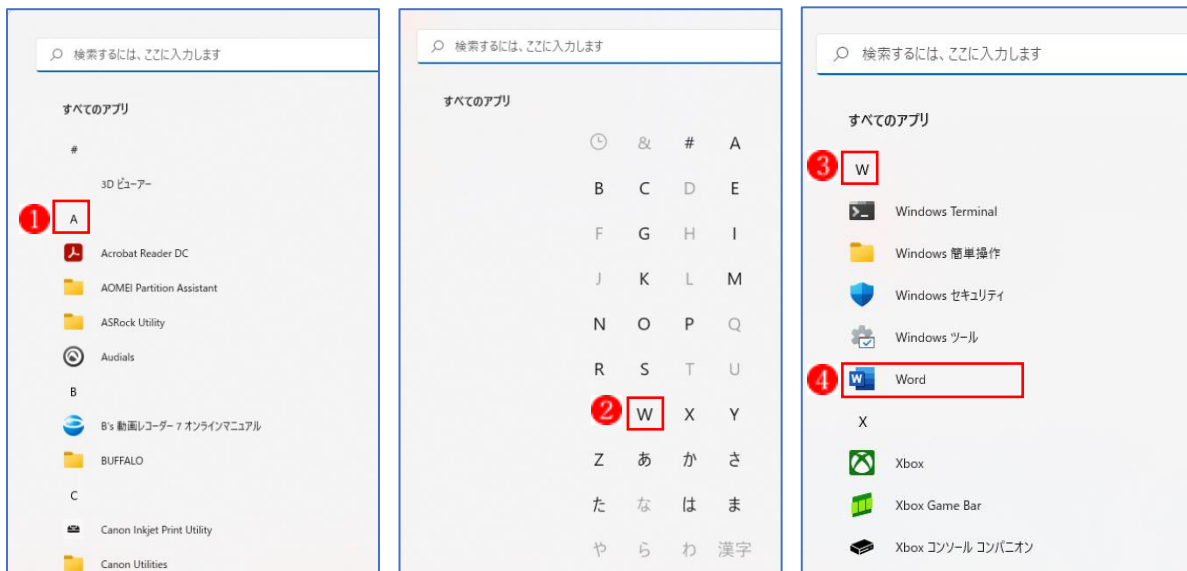 検索するには、ここに入力します
すべてのアプリ
#
3D ビューアー
1 A
Acrobat Reader DC
AOMEI Partition Assistant
ASRock Utility
Audials
B
B's 動画レコーダー 7 オンラインマニュアル
BUFFALO
C
Canon Inkjet Print Utility
Canon Utilities
検索するには、ここに入力します
すべてのアプリ
& # A
B C D E
F G H I
J K L M
N O P Q
R S T U
2 W X Y
Z あ か さ
た な は ま
や ら わ 漢字
検索するには、ここに入力します
すべてのアプリ
3 W
Windows Terminal
Windows 簡単操作
Windows セキュリティ
Windows ツール
4 Word
X
Xbox
Xbox Game Bar
Xbox コンソール コンパニオン